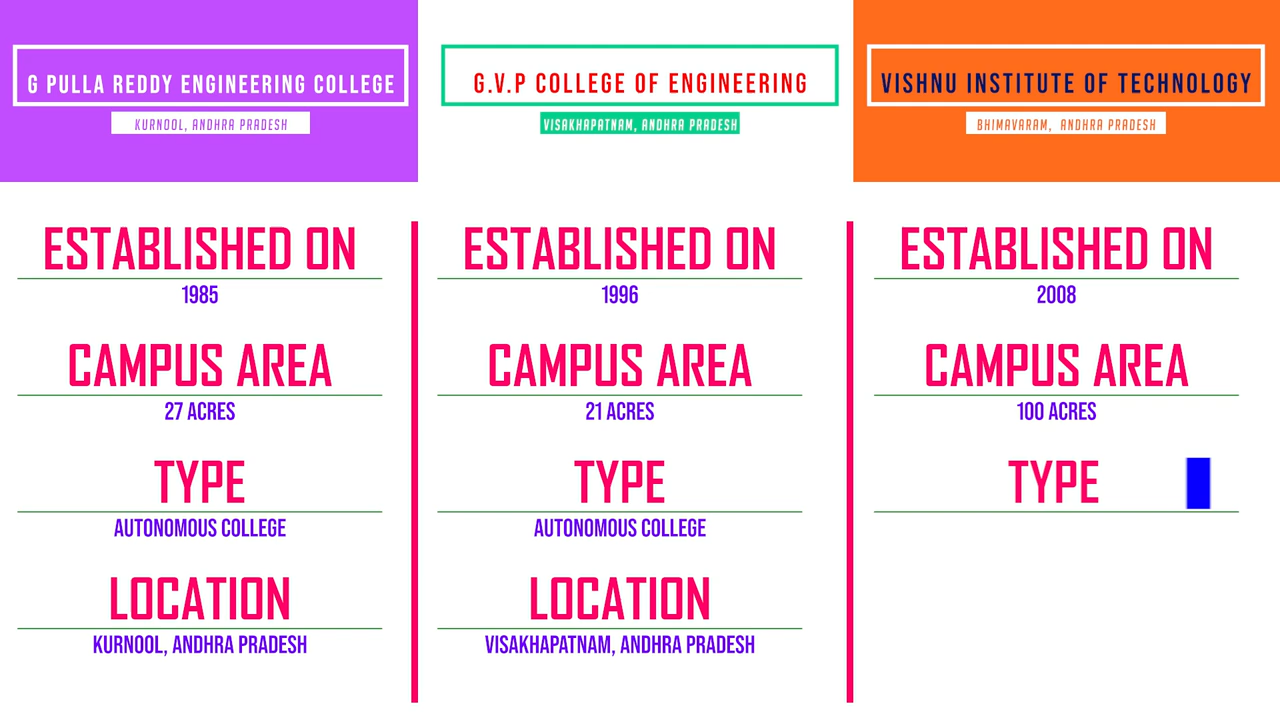 G PULLA REDDY ENGINEERING COLLEGE
KURNOOL, ANDHRA PRADESH
ESTABLISHED ON
1985
CAMPUS AREA
27 ACRES
TYPE
AUTONOMOUS COLLEGE
LOCATION
KURNOOL, ANDHRA PRADESH
G.V.P COLLEGE OF ENGINEERING
VISAKHAPATNAM, ANDHRA PRADESH
ESTABLISHED ON
1996
CAMPUS AREA
21 ACRES
TYPE
AUTONOMOUS COLLEGE
LOCATION
VISAKHAPATNAM, ANDHRA PRADESH
VISHNU INSTITUTE OF TECHNOLOGY
BHIMAVARAM, ANDHRA PRADESH
ESTABLISHED ON
2008
CAMPUS AREA
100 ACRES
TYPE